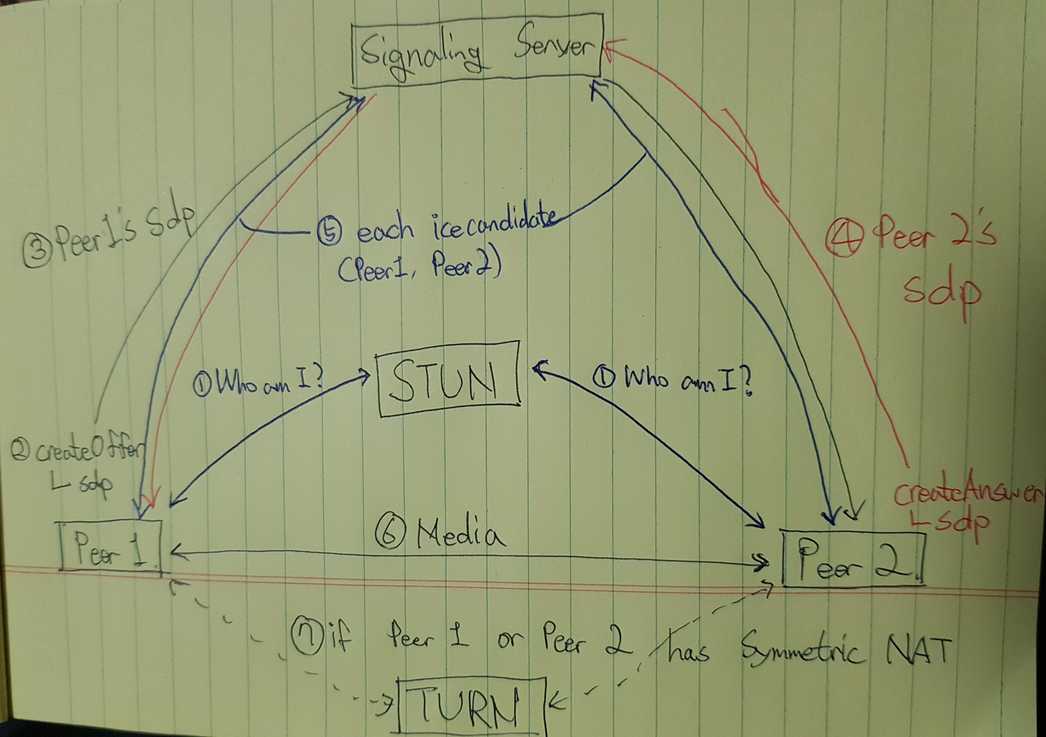 Signaling Server
③ Peer 1's sdp
④ Peer 2's
sdp
⑤ each icecandidate
(Peer1, Peer2)
① Who am I?
STUN
① Who am I?
② createOffer
∟ sdp
createAnswer
∟ sdp
Peer 1
⑥ Media
Peer 2
⑦ if Peer 1 or Peer 2 has Symmetric NAT
TURN